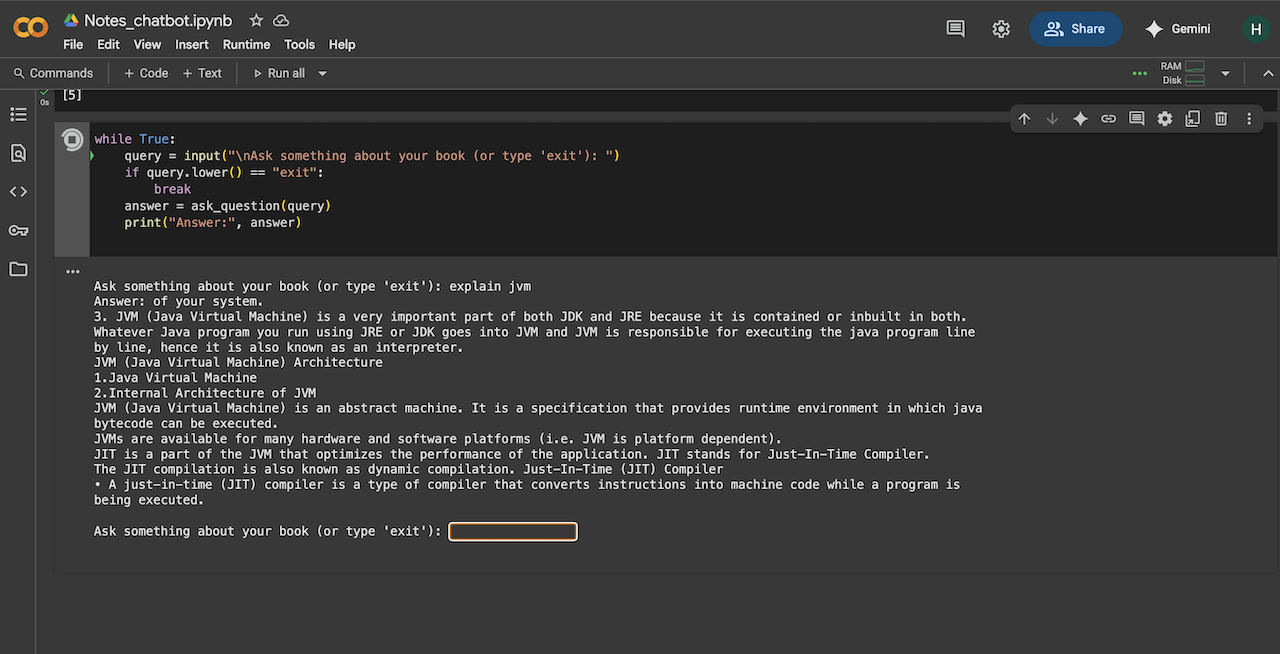 Notes_chatbot.ipynb
File Edit View Insert Runtime Tools Help
Share
Gemini
H
Commands + Code + Text Run all
RAM
Disk
0s
[5]
while True:
    query = input("\nAsk something about your book (or type 'exit'): ")
    if query.lower() == "exit":
        break
    answer = ask_question(query)
    print("Answer:", answer)
Ask something about your book (or type 'exit'): explain jvm
Answer: of your system.
3. JVM (Java Virtual Machine) is a very important part of both JDK and JRE because it is contained or inbuilt in both.
Whatever Java program you run using JRE or JDK goes into JVM and JVM is responsible for executing the java program line
by line, hence it is also known as an interpreter.
JVM (Java Virtual Machine) Architecture
1.Java Virtual Machine
2.Internal Architecture of JVM
JVM (Java Virtual Machine) is an abstract machine. It is a specification that provides runtime environment in which java
bytecode can be executed.
JVMs are available for many hardware and software platforms (i.e. JVM is platform dependent).
JIT is a part of the JVM that optimizes the performance of the application. JIT stands for Just-In-Time Compiler.
The JIT compilation is also known as dynamic compilation. Just-In-Time (JIT) Compiler
• A just-in-time (JIT) compiler is a type of compiler that converts instructions into machine code while a program is
being executed.
Ask something about your book (or type 'exit'):